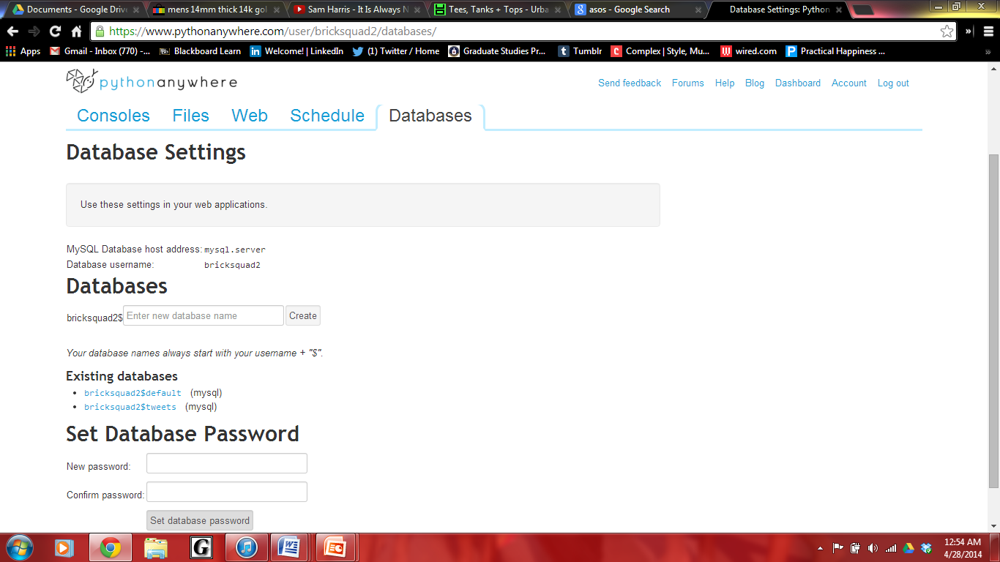 Documents - Google Drive
mens 14mm thick 14k gol
Sam Harris - It Is Always N
Tees, Tanks + Tops - Urba
asos - Google Search
Database Settings: Python
https://www.pythonanywhere.com/user/bricksquad2/databases/
»
Apps
Gmail - Inbox (770) -...
Blackboard Learn
Welcome! | LinkedIn
(1) Twitter / Home
Graduate Studies Pr...
Tumblr
Complex | Style, Mu...
wired.com
Practical Happiness ...
»
pythonanywhere
Send feedback Forums Help Blog Dashboard Account Log out
Consoles Files Web Schedule Databases
Database Settings
Use these settings in your web applications.
MySQL Database host address: mysql.server
Database username: bricksquad2
Databases
bricksquad2$ Enter new database name Create
Your database names always start with your username + "$".
Existing databases
• bricksquad2$default (mysql)
• bricksquad2$tweets (mysql)
Set Database Password
New password:
Confirm password:
Set database password
12:54 AM
4/28/2014